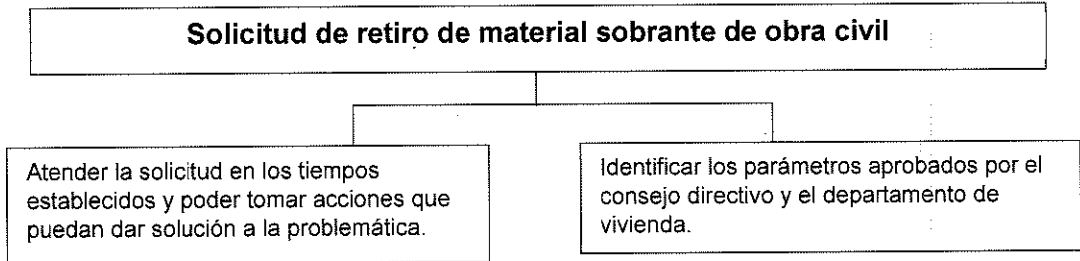 Solicitud de retiro de material sobrante de obra civil
Atender la solicitud en los tiempos
establecidos y poder tomar acciones que
puedan dar solución a la problemática.
Identificar los parámetros aprobados por el
consejo directivo y el departamento de
vivienda.